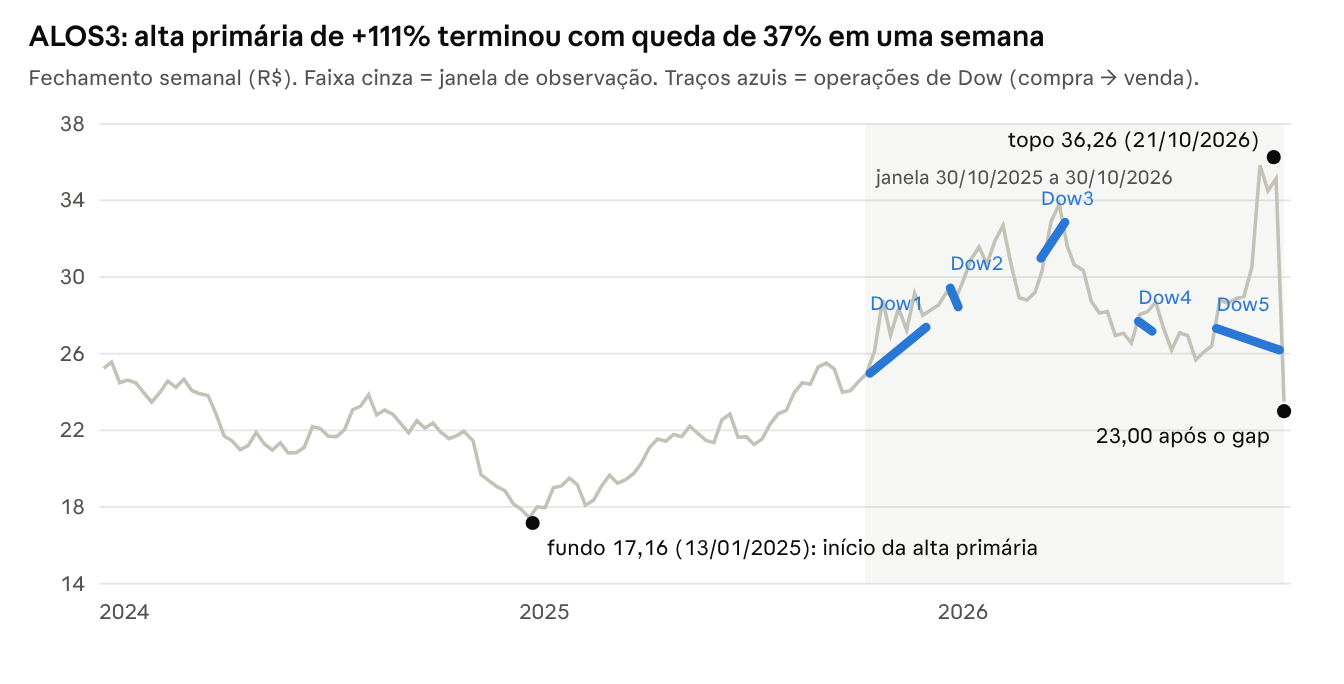 ALOS3: alta primária de +111% terminou com queda de 37% em uma semana
Fechamento semanal (R$). Faixa cinza = janela de observação. Traços azuis = operações de Dow (compra → venda).
38
topo 36,26 (21/10/2026)
janela 30/10/2025 a 30/10/2026
34
Dow3
30
Dow2
Dow1
Dow4
Dow5
26
22
23,00 após o gap
18
fundo 17,16 (13/01/2025): início da alta primária
14
2024
2025
2026